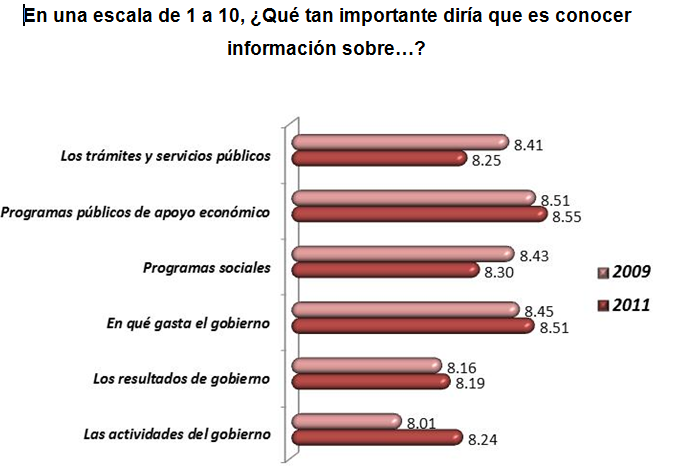 En una escala de 1 a 10, ¿Qué tan importante diría que es conocer
información sobre…?
Los trámites y servicios públicos
8.41
8.25
Programas públicos de apoyo económico
8.51
8.55
Programas sociales
8.43
8.30
En qué gasta el gobierno
8.45
8.51
Los resultados de gobierno
8.16
8.19
Las actividades del gobierno
8.01
8.24
2009
2011